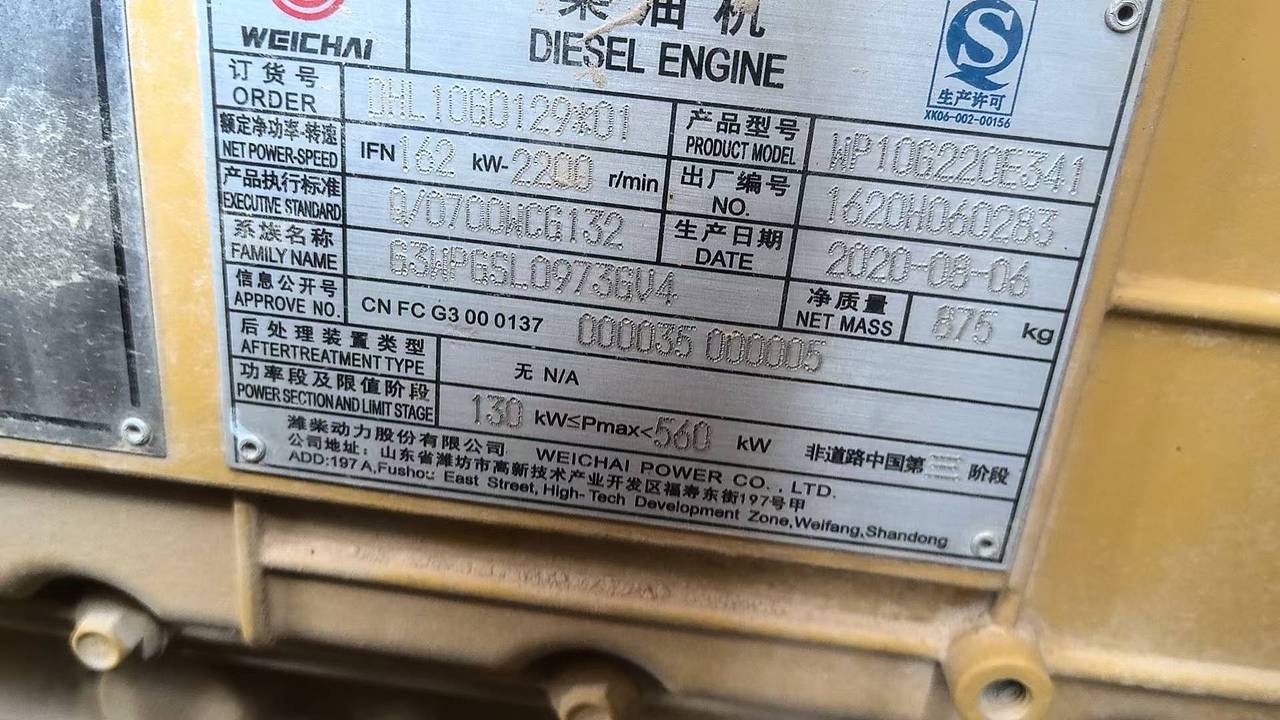 WEICHAI
柴油机
DIESEL ENGINE
生产许可
XK06-002-00156
订货号
ORDER
DHL10G0129*01
产品型号
PRODUCT MODEL
WP10G220E341
额定净功率-转速
NET POWER-SPEED
IFN 162 kW- 2200 r/min
出厂编号
NO.
1620H060283
产品执行标准
EXECUTIVE STANDARD
Q/0700WCG132
生产日期
DATE
2020-08-06
系族名称
FAMILY NAME
G3WPGSL0973GV4
净质量
NET MASS
875 kg
信息公开号
APPROVE NO.
CN FC G3 00 0137 000035 000005
后处理装置类型
AFTERTREATMENT TYPE
无 N/A
功率段及限值阶段
POWER SECTION AND LIMIT STAGE
130 kW≤Pmax<560 kW 非道路中国第三阶段
潍柴动力股份有限公司 WEICHAI POWER CO.,LTD.
公司地址：山东省潍坊市高新技术产业开发区福寿东街197号甲
ADD:197 A,Fushou East Street, High-Tech Development Zone,Weifang,Shandong